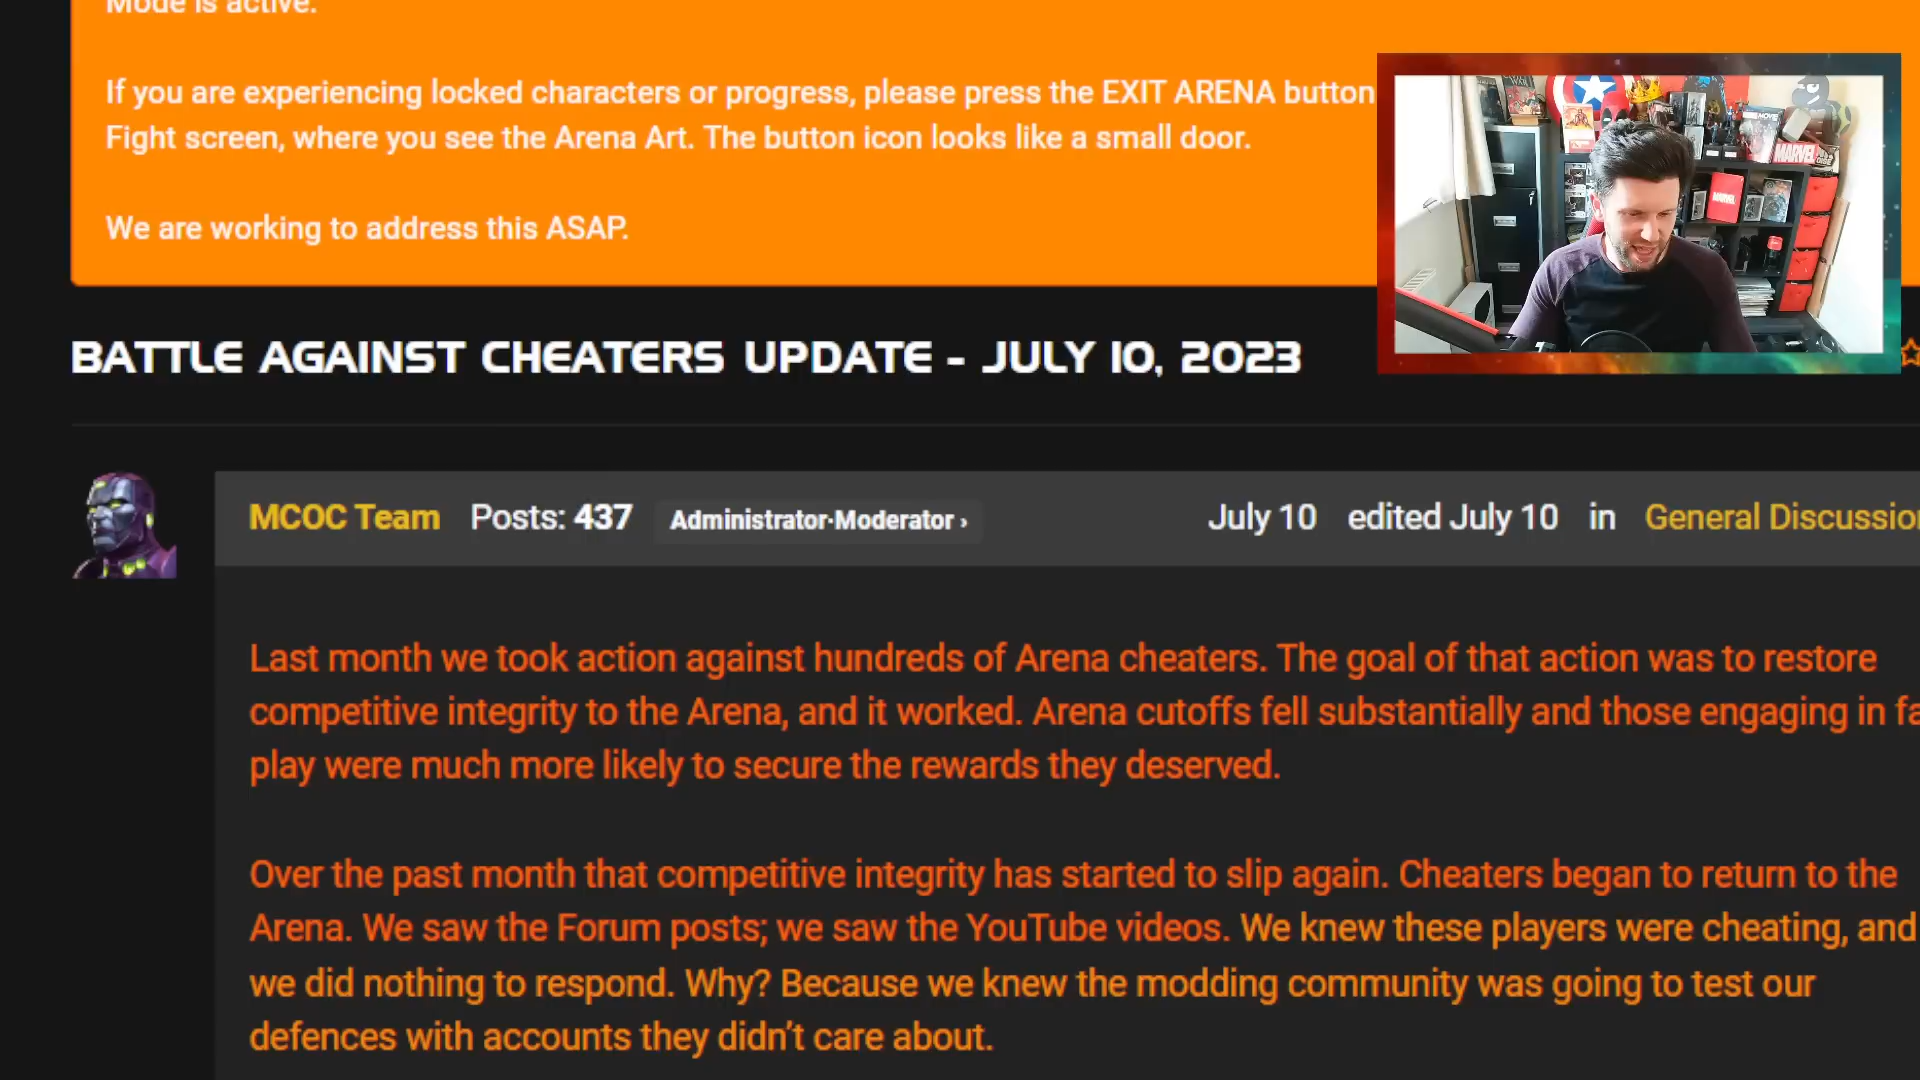 Mode is active.
If you are experiencing locked characters or progress, please press the EXIT ARENA button
Fight screen, where you see the Arena Art. The button icon looks like a small door.
We are working to address this ASAP.
MARVEL
MARVEL
BATTLE AGAINST CHEATERS UPDATE - JULY 10, 2023
MCOC Team Posts: 437 Administrator·Moderator › July 10 edited July 10 in General Discussion
Last month we took action against hundreds of Arena cheaters. The goal of that action was to restore
competitive integrity to the Arena, and it worked. Arena cutoffs fell substantially and those engaging in fa
play were much more likely to secure the rewards they deserved.
Over the past month that competitive integrity has started to slip again. Cheaters began to return to the
Arena. We saw the Forum posts; we saw the YouTube videos. We knew these players were cheating, and
we did nothing to respond. Why? Because we knew the modding community was going to test our
defences with accounts they didn’t care about.